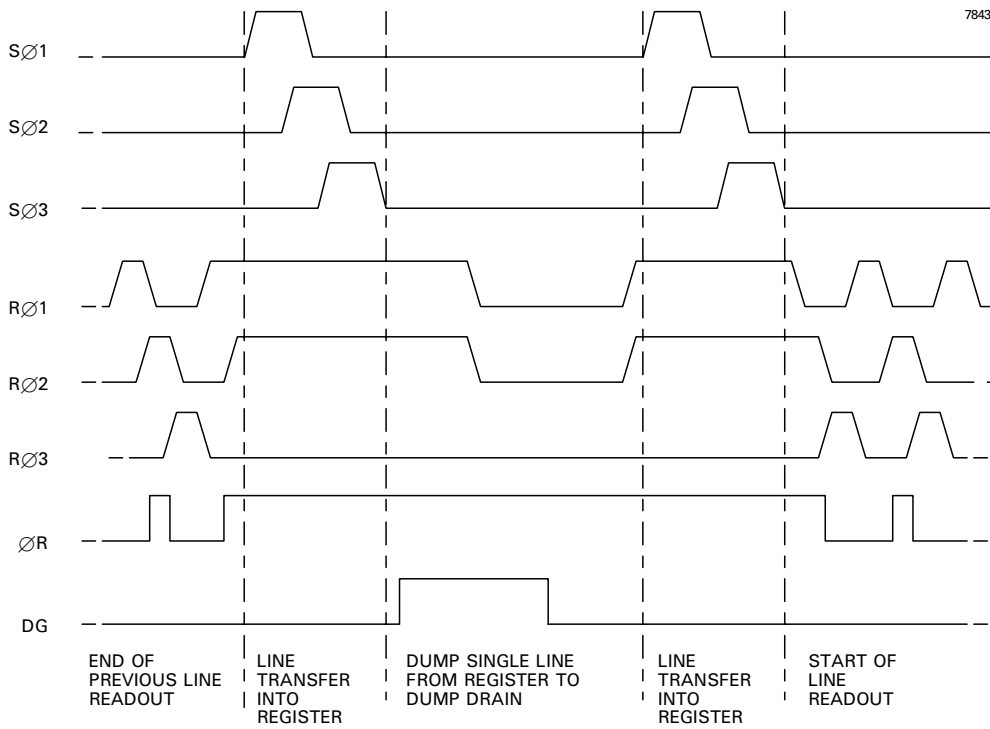 7843
SØ1
SØ2
SØ3
RØ1
RØ2
RØ3
ØR
DG
END OF
PREVIOUS LINE
READOUT
LINE
TRANSFER
INTO
REGISTER
DUMP SINGLE LINE
FROM REGISTER TO
DUMP DRAIN
LINE
TRANSFER
INTO
REGISTER
START OF
LINE
READOUT